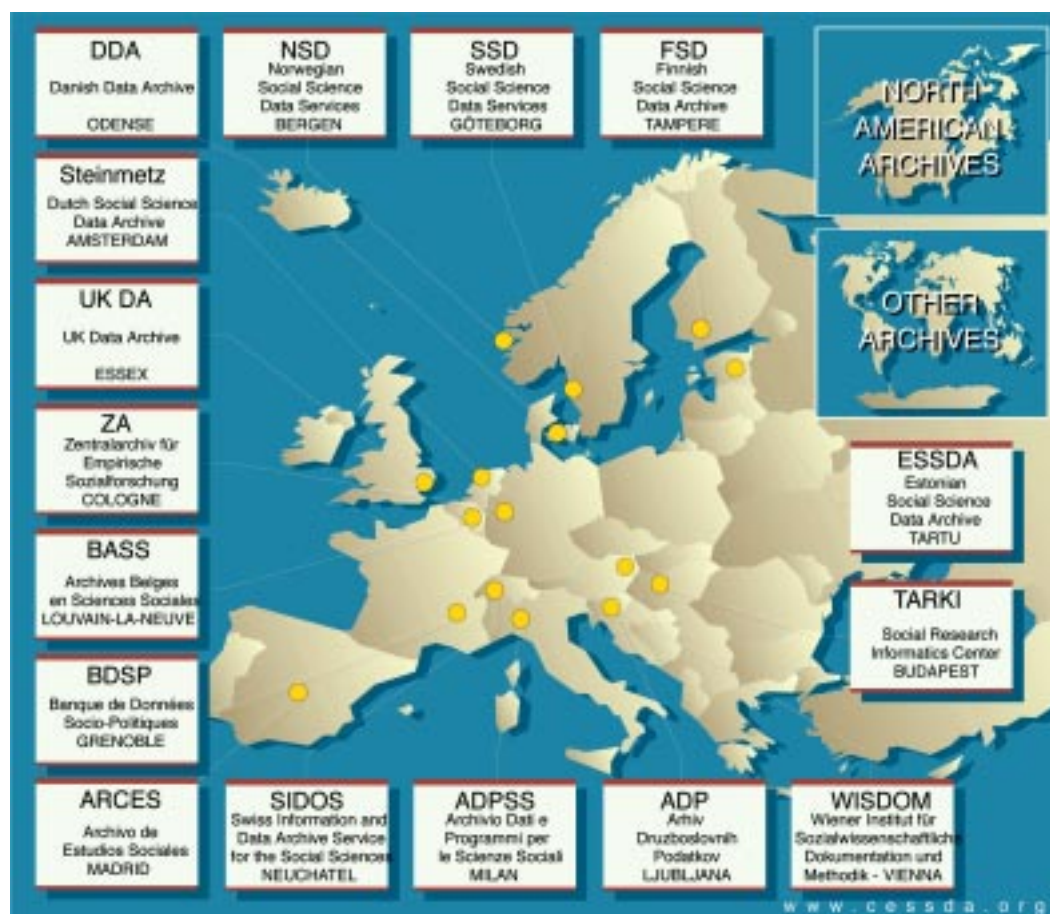 DDA
Danish Data Archive
ODENSE
NSD
Norwegian
Social Science
Data Services
BERGEN
SSD
Swedish
Social Science
Data Services
GÖTEBORG
FSD
Finnish
Social Science
Data Archive
TAMPERE
NORTH
AMERICAN
ARCHIVES
Steinmetz
Dutch Social Science
Data Archive
AMSTERDAM
OTHER
ARCHIVES
UK DA
UK Data Archive
ESSEX
ZA
Zentralarchiv für
Empirische
Sozialforschung
COLOGNE
ESSDA
Estonian
Social Science
Data Archive
TARTU
BASS
Archives Belges
en Sciences Sociales
LOUVAIN-LA-NEUVE
TARKI
Social Research
Informatics Center
BUDAPEST
BDSP
Banque de Données
Socio-Politiques
GRENOBLE
ARCES
Archivo de
Estudios Sociales
MADRID
SIDOS
Swiss Information and
Data Archive Service
for the Social Sciences
NEUCHATEL
ADPSS
Archivio Dati e
Programmi per
le Scienze Sociali
MILAN
ADP
Arhiv
Druzboslovnih
Podatkov
LJUBLJANA
WISDOM
Wiener Institut für
Sozialwissenschaftliche
Dokumentation und
Methodik - VIENNA
www.cessda.org